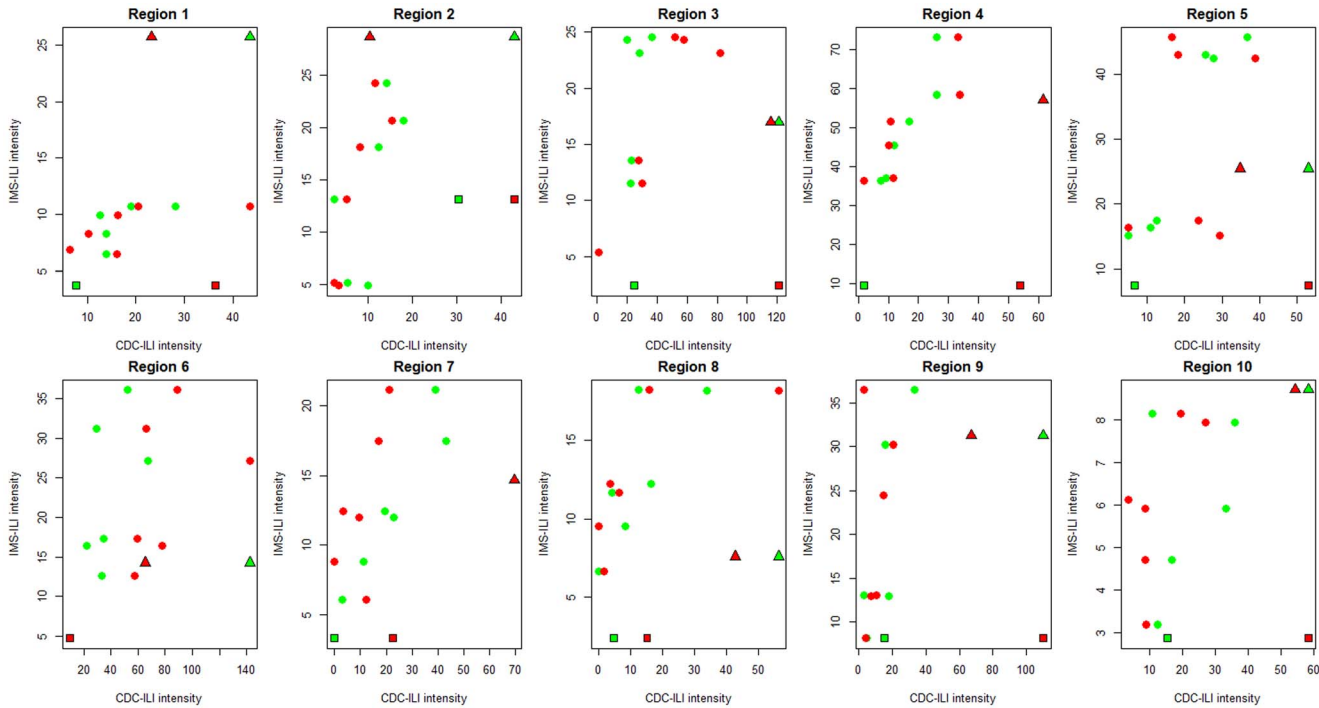 Region 1 Region 2 Region 3 Region 4 Region 5
IMS-ILI intensity IMS-ILI intensity IMS-ILI intensity IMS-ILI intensity IMS-ILI intensity
25 20 15 10 5
25 20 15 10 5
25 20 15 10 5
70 60 50 40 30 20 10
40 30 20 10
10 20 30 40
10 20 30 40
0 20 40 60 80 100 120
0 10 20 30 40 50 60
10 20 30 40 50
CDC-ILI intensity CDC-ILI intensity CDC-ILI intensity CDC-ILI intensity CDC-ILI intensity
Region 6 Region 7 Region 8 Region 9 Region 10
IMS-ILI intensity IMS-ILI intensity IMS-ILI intensity IMS-ILI intensity IMS-ILI intensity
35 30 25 20 15 10 5
20 15 10 5
15 10 5
35 30 25 20 15 10
8 7 6 5 4 3
20 40 60 80 100 120 140
0 10 20 30 40 50 60 70
0 10 20 30 40 50
0 20 40 60 80 100
10 20 30 40 50 60
CDC-ILI intensity CDC-ILI intensity CDC-ILI intensity CDC-ILI intensity CDC-ILI intensity